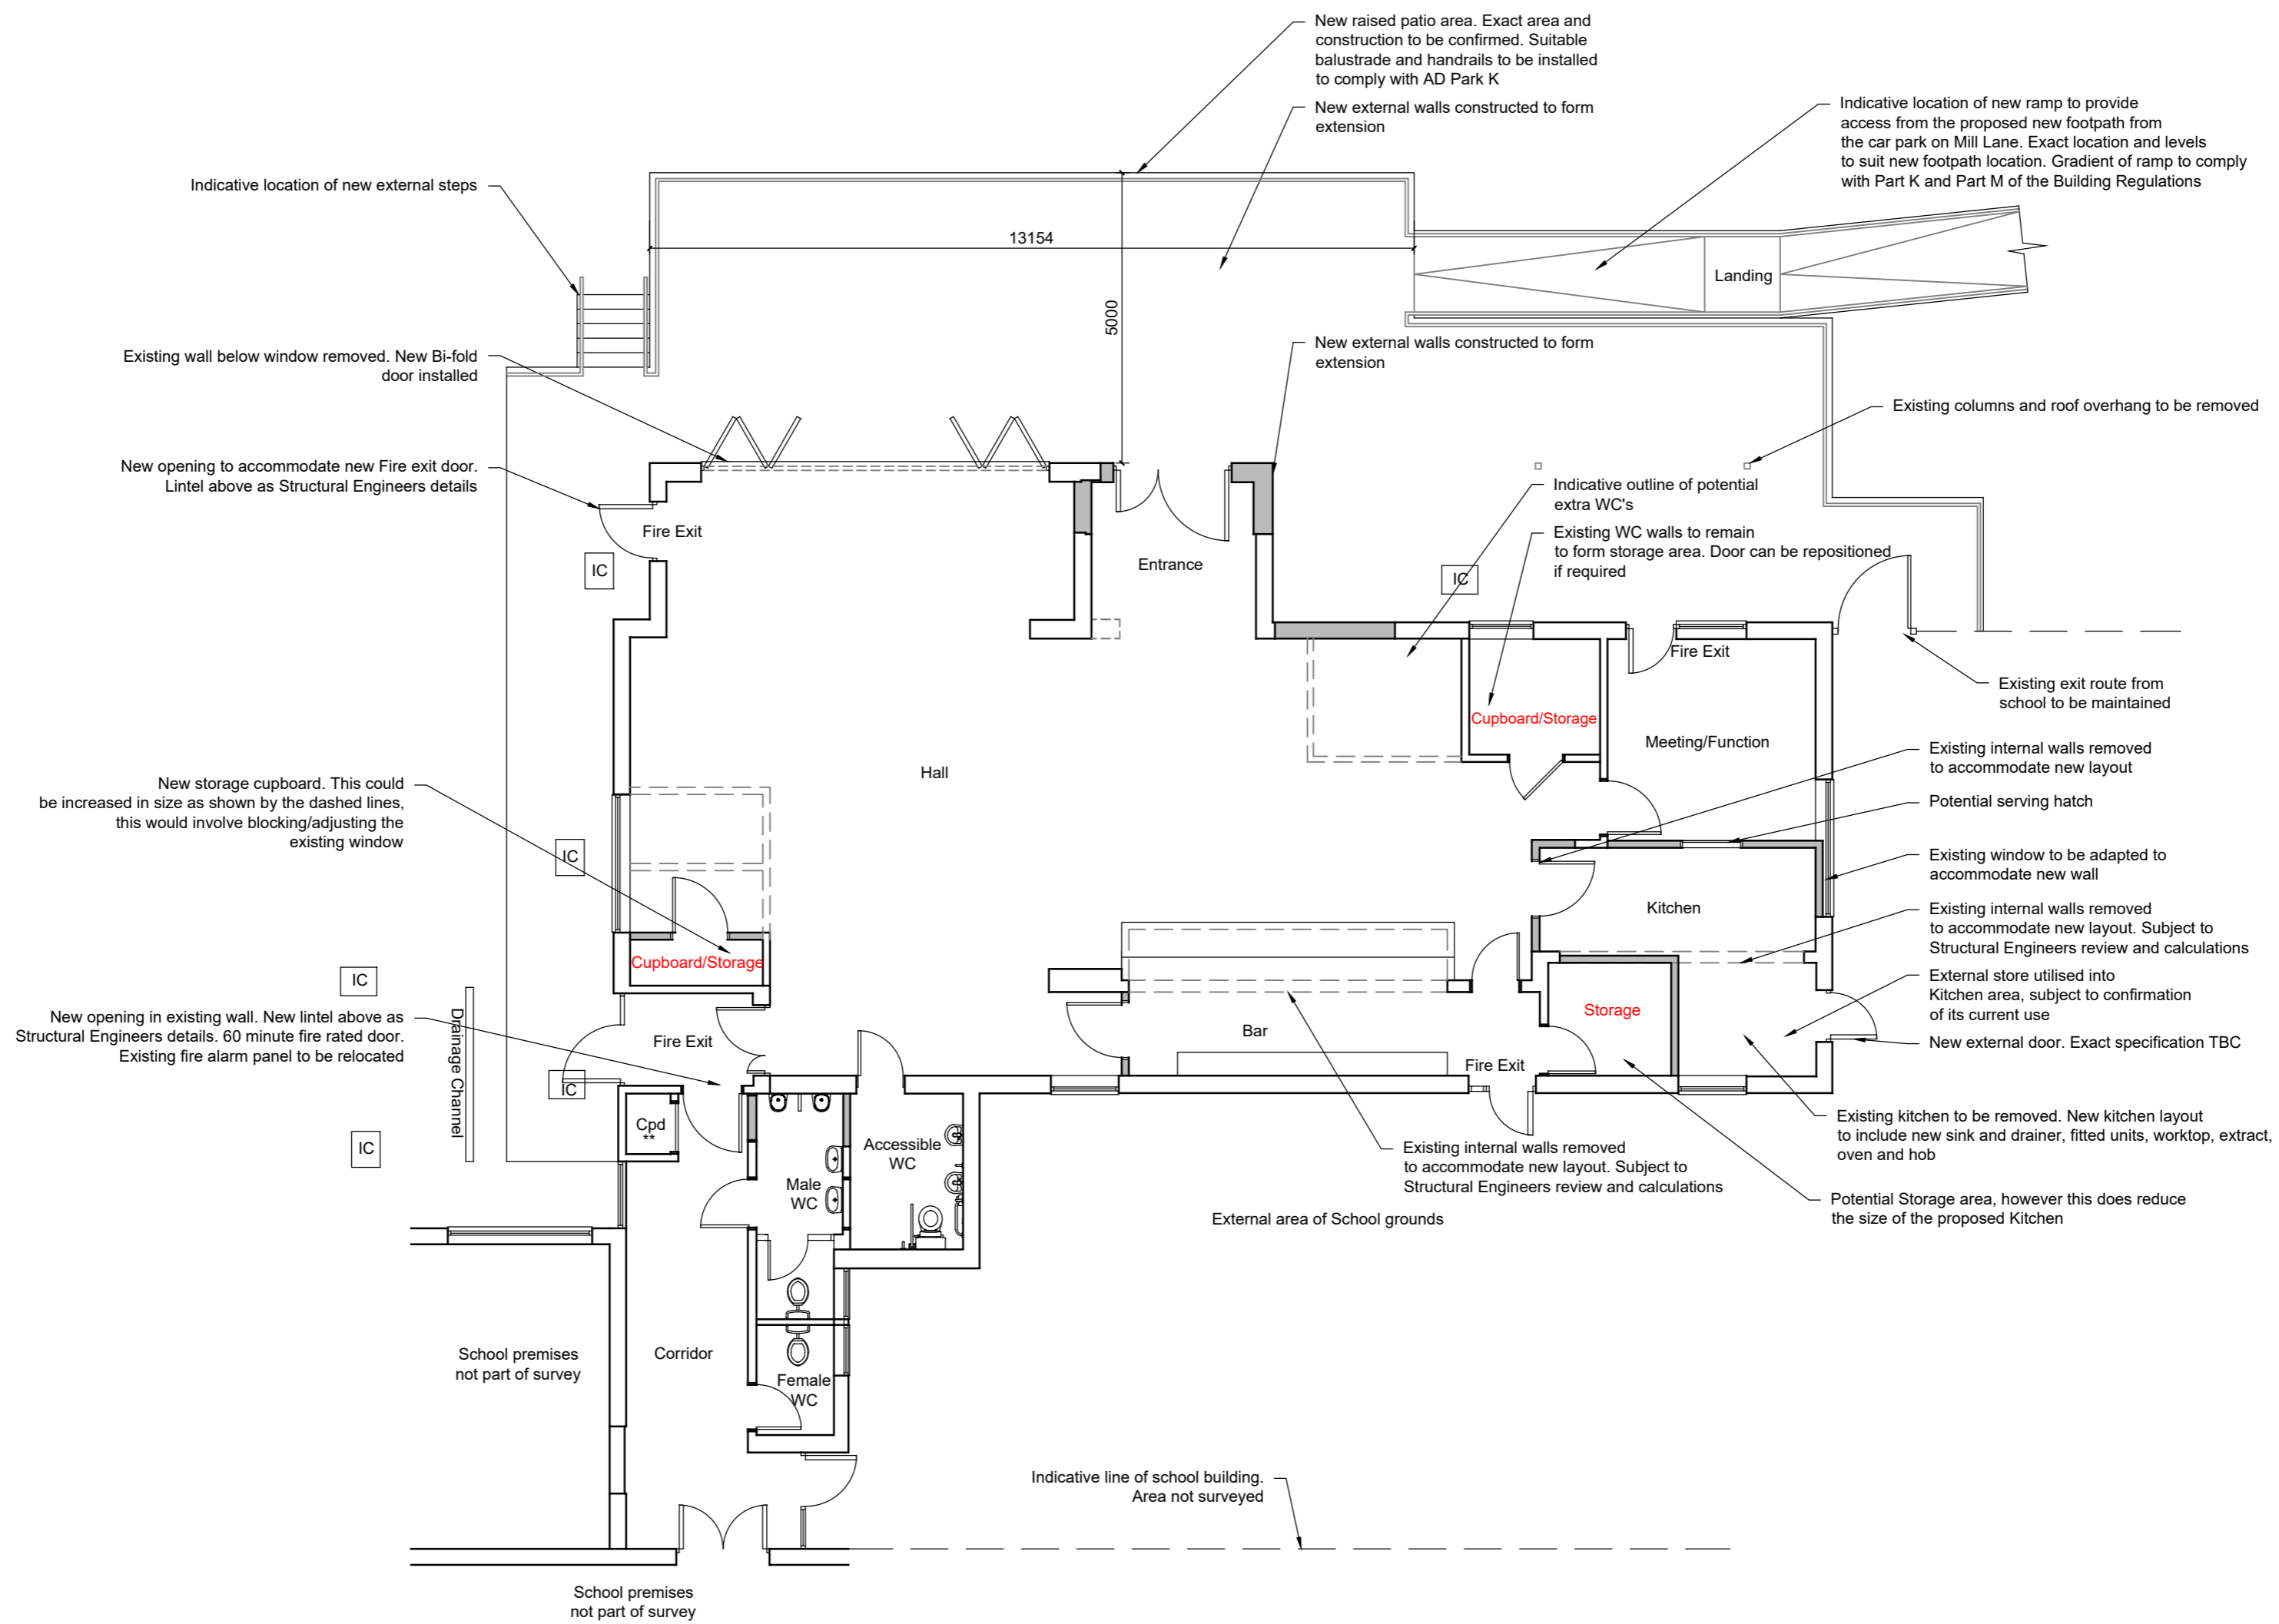 New raised patio area. Exact area and
construction to be confirmed. Suitable
balustrade and handrails to be installed
to comply with AD Park K
New external walls constructed to form
extension
Indicative location of new ramp to provide
access from the proposed new footpath from
the car park on Mill Lane. Exact location and levels
to suit new footpath location. Gradient of ramp to comply
with Part K and Part M of the Building Regulations
Indicative location of new external steps
13154
Landing
5000
Existing wall below window removed. New Bi-fold
door installed
New external walls constructed to form
extension
Existing columns and roof overhang to be removed
New opening to accommodate new Fire exit door.
Lintel above as Structural Engineers details
Indicative outline of potential
extra WC's
Existing WC walls to remain
to form storage area. Door can be repositioned
if required
Fire Exit
IC
Entrance
IC
Fire Exit
Existing exit route from
school to be maintained
Cupboard/Storage
Meeting/Function
Hall
Existing internal walls removed
to accommodate new layout
Potential serving hatch
New storage cupboard. This could
be increased in size as shown by the dashed lines,
this would involve blocking/adjusting the
existing window
IC
Existing window to be adapted to
accommodate new wall
Kitchen
Existing internal walls removed
to accommodate new layout. Subject to
Structural Engineers review and calculations
Cupboard/Storage
IC
External store utilised into
Kitchen area, subject to confirmation
of its current use
New opening in existing wall. New lintel above as
Structural Engineers details. 60 minute fire rated door.
Existing fire alarm panel to be relocated
Drainage Channel
Fire Exit
Bar
Storage
New external door. Exact specification TBC
Fire Exit
IC
Cpd
**
IC
Accessible
WC
Male
WC
Existing internal walls removed
to accommodate new layout. Subject to
Structural Engineers review and calculations
Existing kitchen to be removed. New kitchen layout
to include new sink and drainer, fitted units, worktop, extract,
oven and hob
Potential Storage area, however this does reduce
the size of the proposed Kitchen
External area of School grounds
School premises
not part of survey
Corridor
Female
WC
Indicative line of school building.
Area not surveyed
School premises
not part of survey